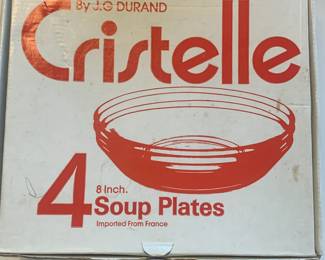 By J.G DURAND
Cristelle
4
8 Inch.
Soup Plates
Imported From France